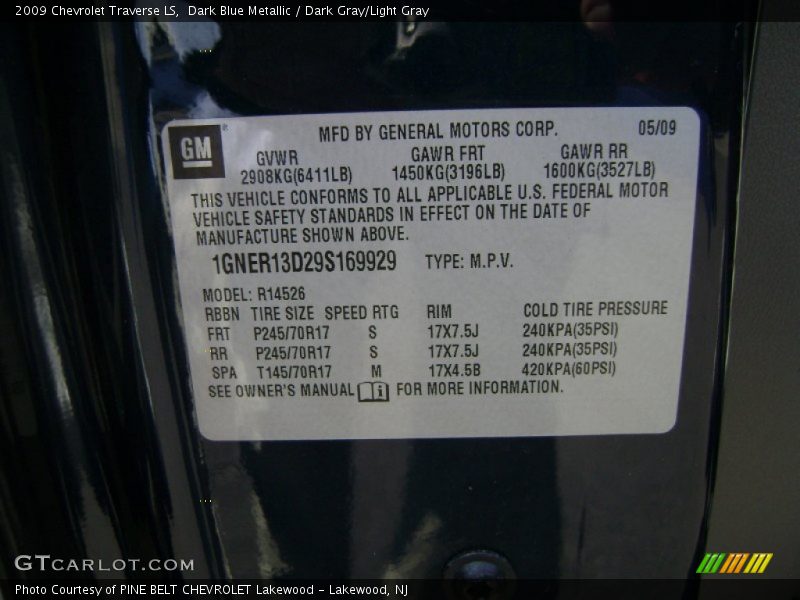 2009 Chevrolet Traverse LS, Dark Blue Metallic / Dark Gray/Light Gray
GM
MFD BY GENERAL MOTORS CORP. 05/09
GVWR GAWR FRT GAWR RR
2908KG(6411LB) 1450KG(3196LB) 1600KG(3527LB)
THIS VEHICLE CONFORMS TO ALL APPLICABLE U.S. FEDERAL MOTOR
VEHICLE SAFETY STANDARDS IN EFFECT ON THE DATE OF
MANUFACTURE SHOWN ABOVE.
1GNER13D29S169929 TYPE: M.P.V.
MODEL: R14526
RBBN TIRE SIZE SPEED RTG RIM COLD TIRE PRESSURE
FRT P245/70R17 S 17X7.5J 240KPA(35PSI)
RR P245/70R17 S 17X7.5J 240KPA(35PSI)
SPA T145/70R17 M 17X4.5B 420KPA(60PSI)
SEE OWNER'S MANUAL i FOR MORE INFORMATION.
GTCARLOT.COM
Photo Courtesy of PINE BELT CHEVROLET Lakewood - Lakewood, NJ